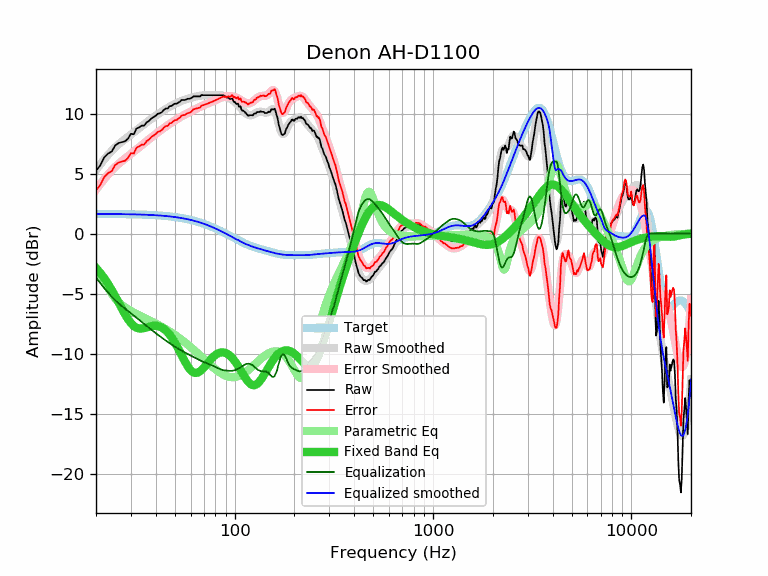 Denon AH-D1100
Amplitude (dBr)
10
5
0
−5
−10
−15
−20
Target
Raw Smoothed
Error Smoothed
Raw
Error
Parametric Eq
Fixed Band Eq
Equalization
Equalized smoothed
100
1000
10000
Frequency (Hz)